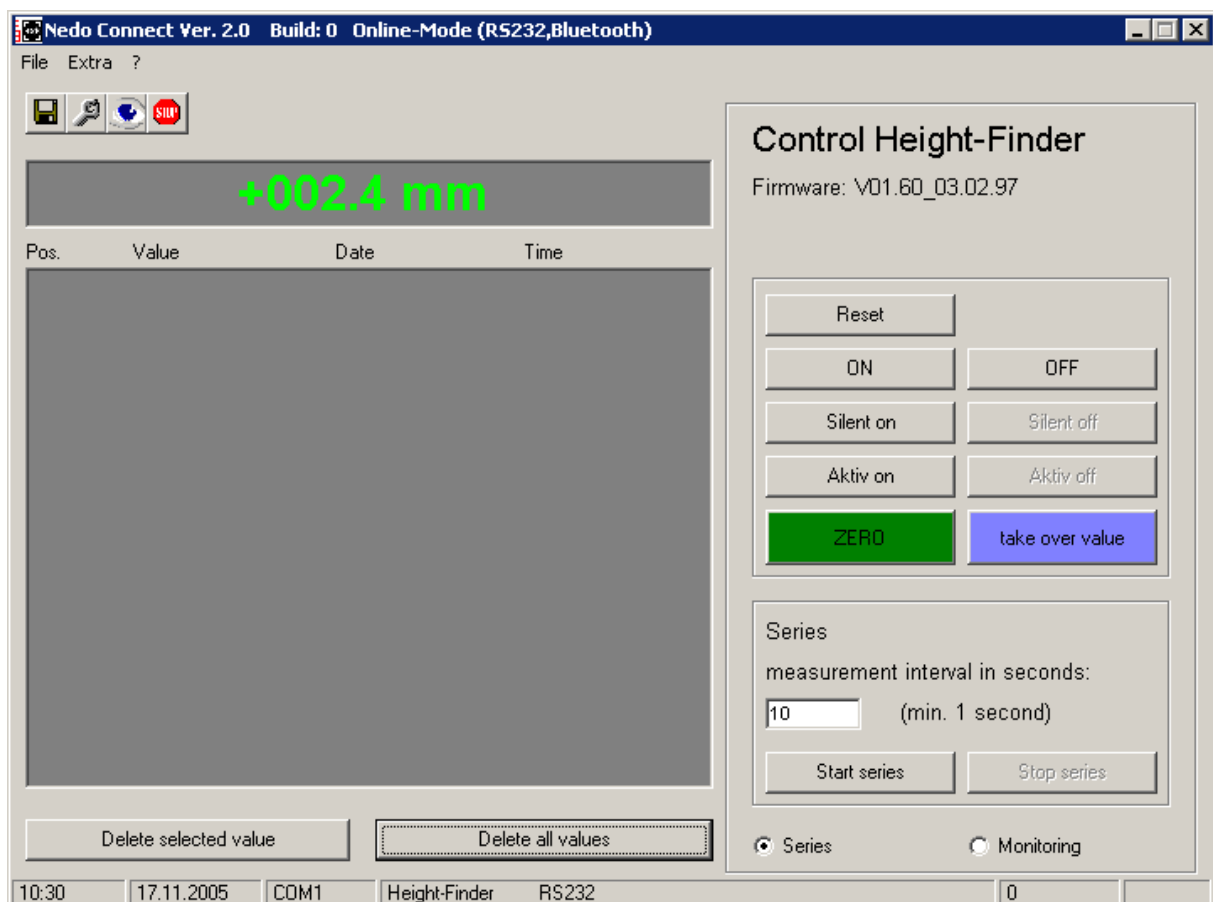 Nedo Connect Ver. 2.0 Build: 0 Online-Mode (RS232,Bluetooth)
File Extra ?
STOP
+002.4 mm
Pos. Value Date Time
Delete selected value Delete all values
Control Height-Finder
Firmware: V01.60_03.02.97
Reset
ON OFF
Silent on Silent off
Aktiv on Aktiv off
ZERO take over value
Series
measurement interval in seconds:
10 (min. 1 second)
Start series Stop series
Series Monitoring
10:30 17.11.2005 COM1 Height-Finder RS232 0